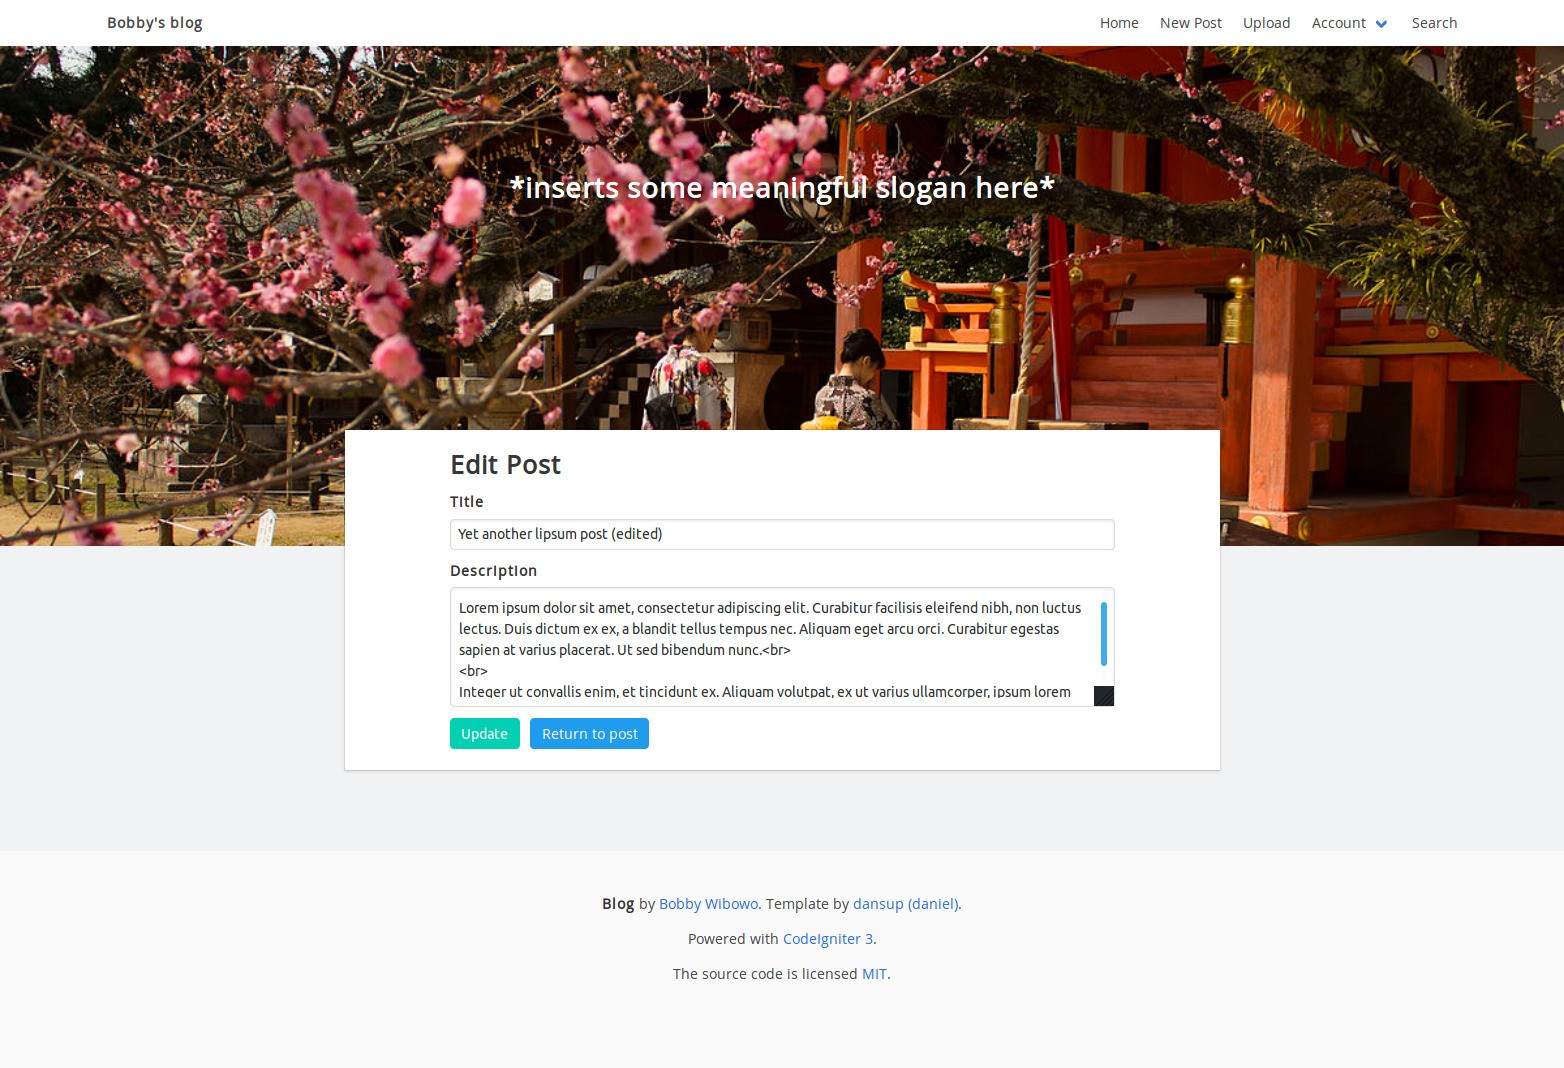 Bobby's blog
Home New Post Upload Account Search
*inserts some meaningful slogan here*
Edit Post
Title
Yet another lipsum post (edited)
Description
Lorem ipsum dolor sit amet, consectetur adipiscing elit. Curabitur facilisis eleifend nibh, non luctus
lectus. Duis dictum ex ex, a blandit tellus tempus nec. Aliquam eget arcu orci. Curabitur egestas
sapien at varius placerat. Ut sed bibendum nunc.<br>
<br>
Integer ut convallis enim, et tincidunt ex. Aliquam volutpat, ex ut varius ullamcorper, ipsum lorem
Update Return to post
Blog by Bobby Wibowo. Template by dansup (daniel).
Powered with CodeIgniter 3.
The source code is licensed MIT.